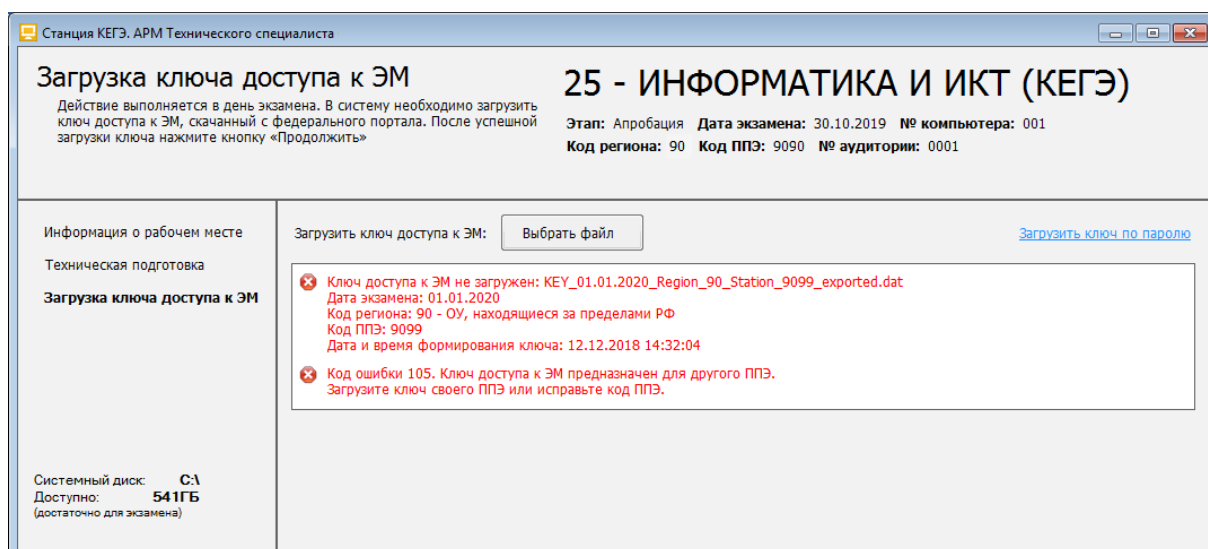 Станция КЕГЭ. АРМ Технического специалиста
Загрузка ключа доступа к ЭМ
Действие выполняется в день экзамена. В систему необходимо загрузить
ключ доступа к ЭМ, скачанный с федерального портала. После успешной
загрузки ключа нажмите кнопку «Продолжить»
25 - ИНФОРМАТИКА И ИКТ (КЕГЭ)
Этап: Апробация Дата экзамена: 30.10.2019 № компьютера: 001
Код региона: 90 Код ППЭ: 9090 № аудитории: 0001
Информация о рабочем месте
Техническая подготовка
Загрузка ключа доступа к ЭМ
Загрузить ключ доступа к ЭМ: Выбрать файл Загрузить ключ по паролю
Ключ доступа к ЭМ не загружен: KEY_01.01.2020_Region_90_Station_9099_exported.dat
Дата экзамена: 01.01.2020
Код региона: 90 - ОУ, находящиеся за пределами РФ
Код ППЭ: 9099
Дата и время формирования ключа: 12.12.2018 14:32:04
Код ошибки 105. Ключ доступа к ЭМ предназначен для другого ППЭ.
Загрузите ключ своего ППЭ или исправьте код ППЭ.
Системный диск: C:\
Доступно: 541ГБ
(достаточно для экзамена)